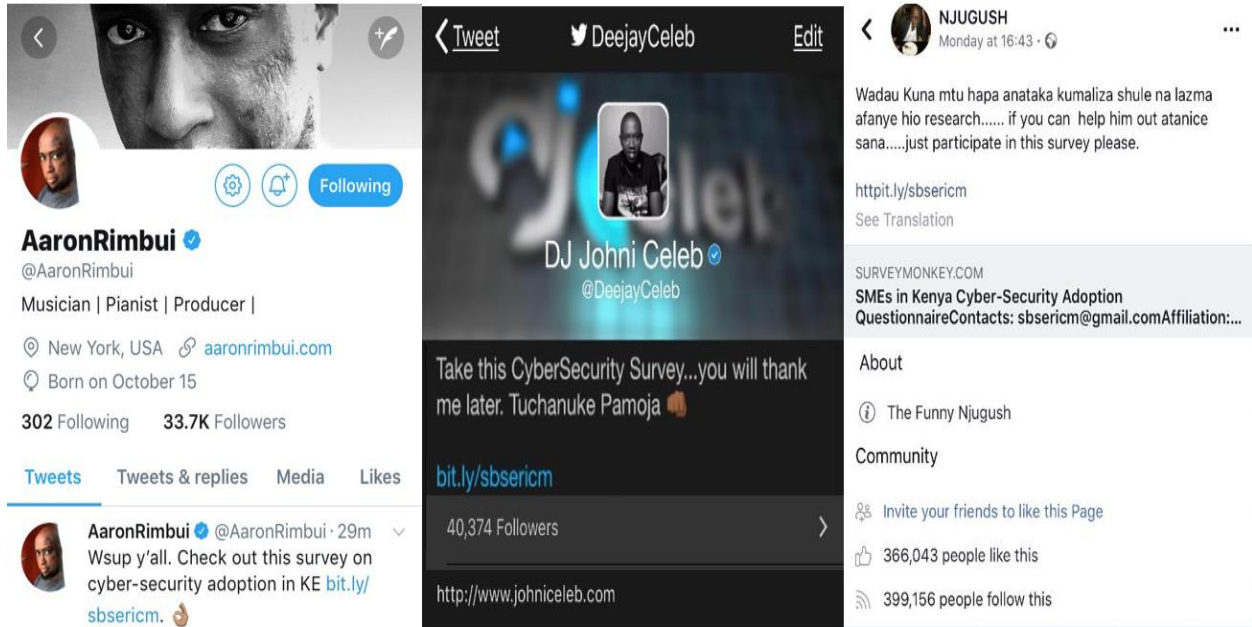 AaronRimbui
@AaronRimbui
Musician | Pianist | Producer |
New York, USA aaronrimbui.com
Born on October 15
302 Following 33.7K Followers
Following
Tweets Tweets & replies Media Likes
AaronRimbui @AaronRimbui · 29m
Wsup y’all. Check out this survey on
cyber-security adoption in KE bit.ly/
sbsericm. 👌🏽
Tweet DeejayCeleb Edit
dj Celeb
DJ Johni Celeb
@DeejayCeleb
Take this CyberSecurity Survey...you will thank
me later. Tuchanuke Pamoja 👊🏾
bit.ly/sbsericm
40,374 Followers
http://www.johniceleb.com
NJUGUSH
Monday at 16:43 ·
Wadau Kuna mtu hapa anataka kumaliza shule na lazma
afanye hio research...... if you can help him out atanice
sana.....just participate in this survey please.
httpit.ly/sbsericm
See Translation
SURVEYMONKEY.COM
SMEs in Kenya Cyber-Security Adoption
QuestionnaireContacts: sbsericm@gmail.comAffiliation:...
About
The Funny Njugush
Community
Invite your friends to like this Page
366,043 people like this
399,156 people follow this